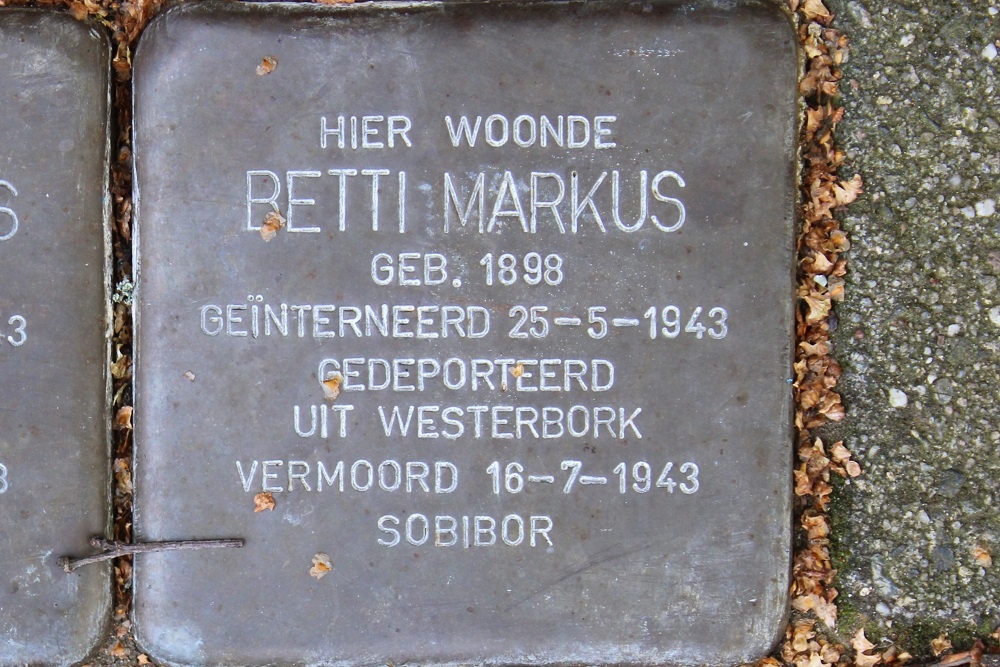 HIER WOONDE
BETTI MARKUS
GEB. 1898
GEÏNTERNEERD 25-5-1943
GEDEPORTEERD
UIT WESTERBORK
VERMOORD 16-7-1943
SOBIBOR